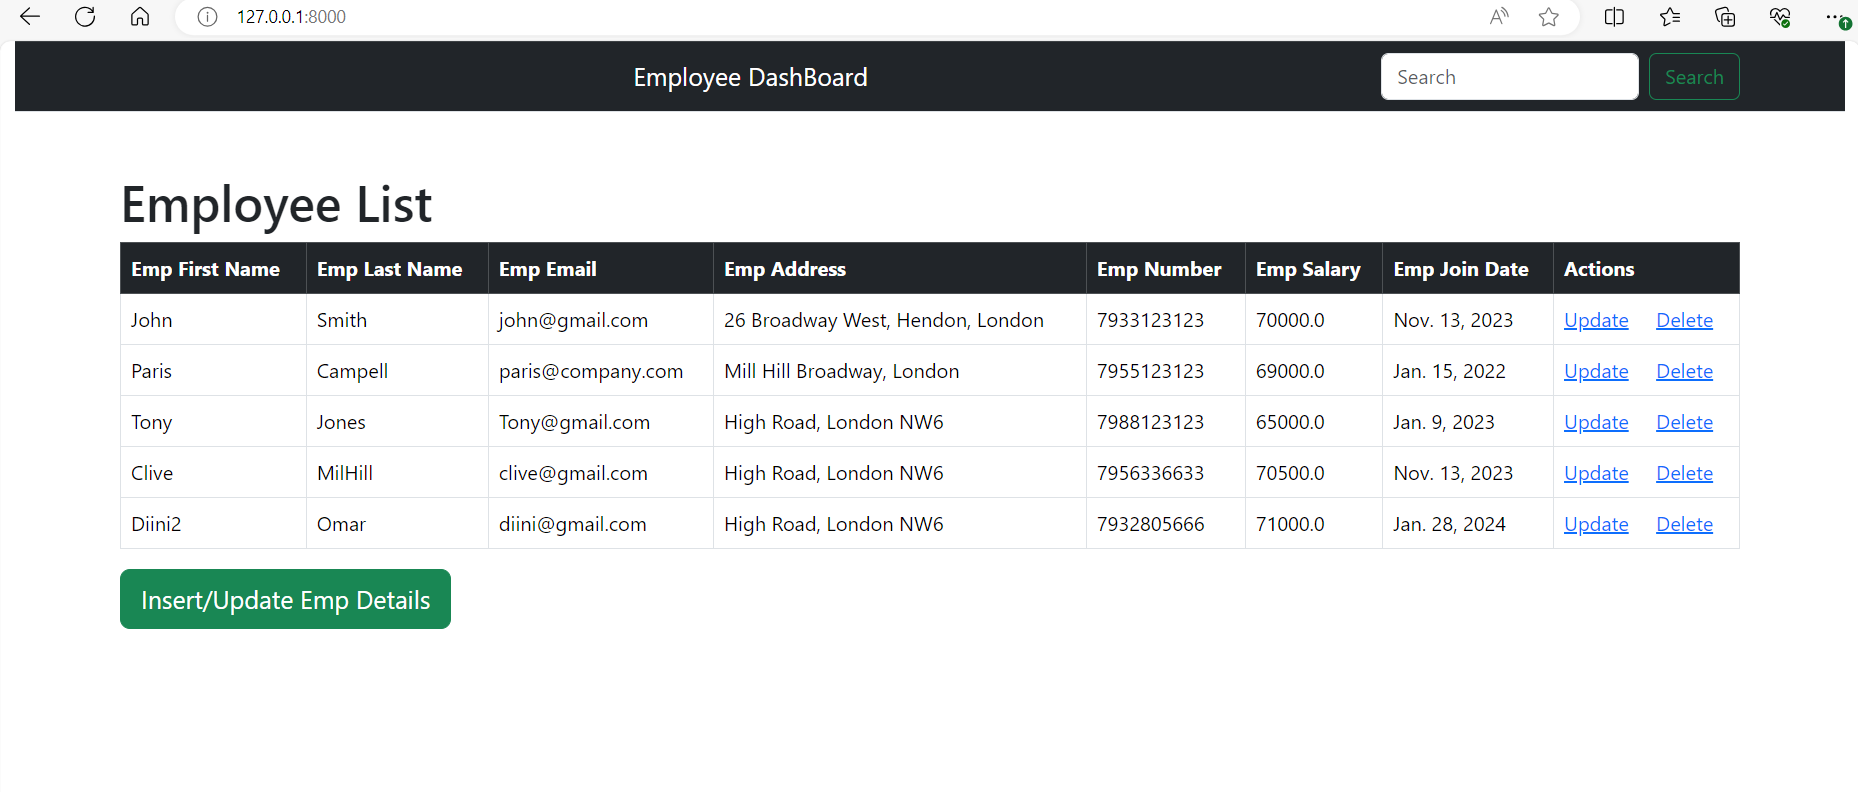 127.0.0.1:8000
Employee DashBoard Search Search
Employee List
Emp First Name Emp Last Name Emp Email Emp Address Emp Number Emp Salary Emp Join Date Actions
John Smith john@gmail.com 26 Broadway West, Hendon, London 7933123123 70000.0 Nov. 13, 2023 Update Delete
Paris Campell paris@company.com Mill Hill Broadway, London 7955123123 69000.0 Jan. 15, 2022 Update Delete
Tony Jones Tony@gmail.com High Road, London NW6 7988123123 65000.0 Jan. 9, 2023 Update Delete
Clive MilHill clive@gmail.com High Road, London NW6 7956336633 70500.0 Nov. 13, 2023 Update Delete
Diini2 Omar diini@gmail.com High Road, London NW6 7932805666 71000.0 Jan. 28, 2024 Update Delete
Insert/Update Emp Details